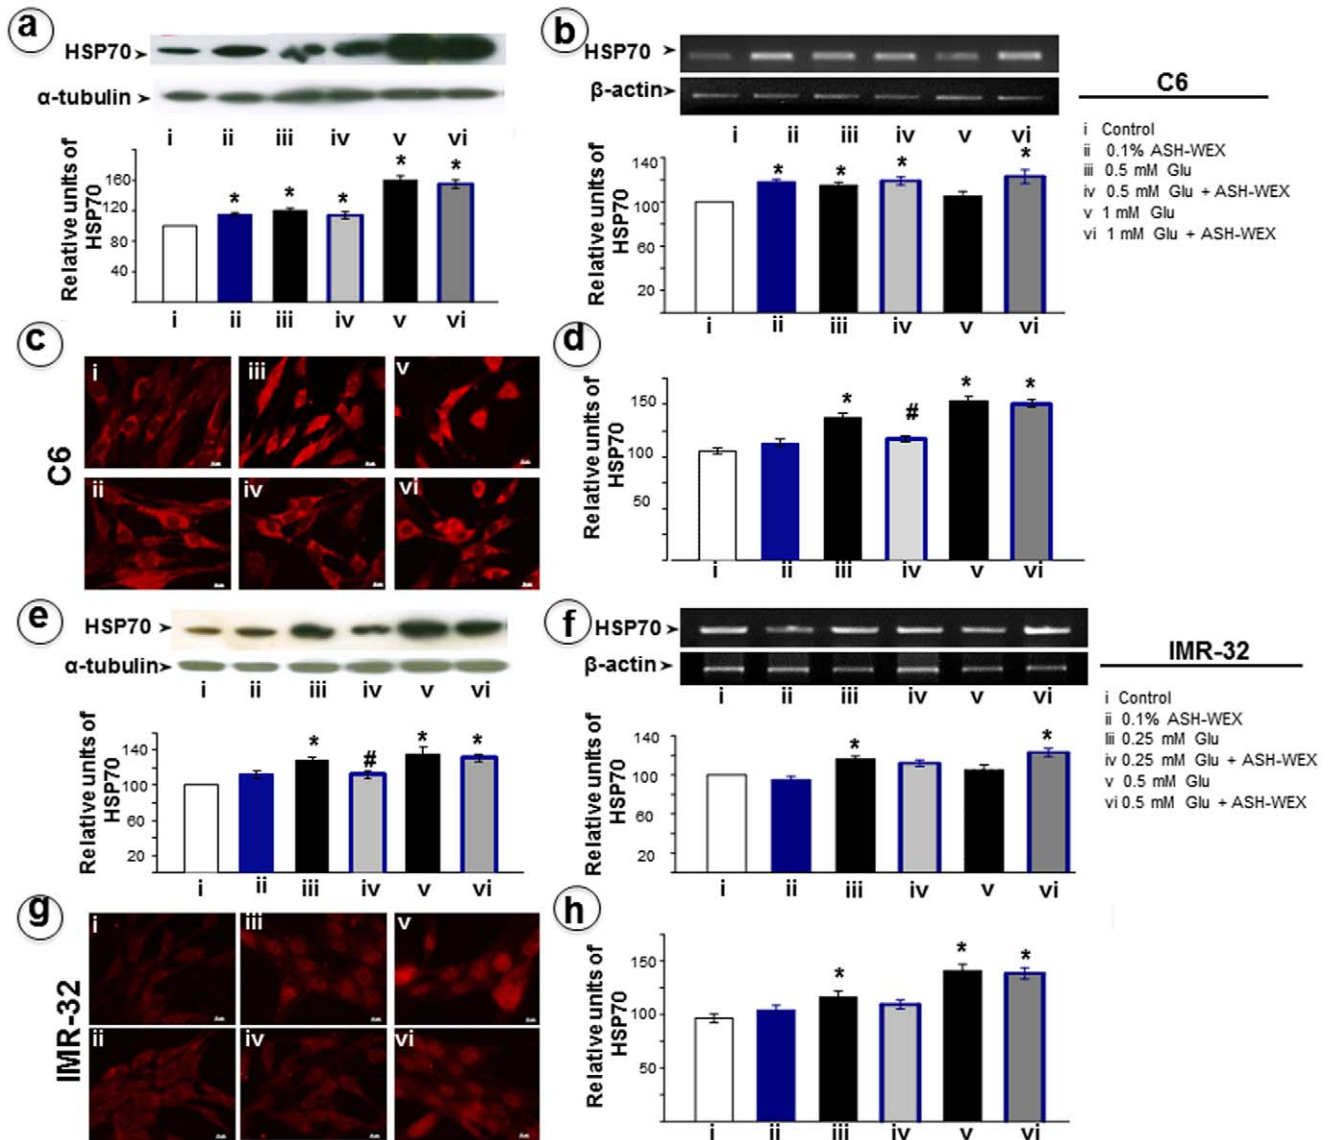 a
HSP70
α-tubulin
i ii iii iv v vi
Relative units of
HSP70
160
120
80
40
* * * * *
i ii iii iv v vi
b
HSP70
β-actin
i ii iii iv v vi
Relative units of
HSP70
140
100
60
20
* * * *
i ii iii iv v vi
C6
i Control
ii 0.1% ASH-WEX
iii 0.5 mM Glu
iv 0.5 mM Glu + ASH-WEX
v 1 mM Glu
vi 1 mM Glu + ASH-WEX
c
C6
i iii v
ii iv vi
d
Relative units of
HSP70
150
100
50
* # * *
i ii iii iv v vi
e
HSP70
α-tubulin
i ii iii iv v vi
Relative units of
HSP70
140
100
60
20
* # * *
i ii iii iv v vi
f
HSP70
β-actin
i ii iii iv v vi
Relative units of
HSP70
140
100
60
20
* *
i ii iii iv v vi
IMR-32
i Control
ii 0.1% ASH-WEX
Iii 0.25 mM Glu
iv 0.25 mM Glu + ASH-WEX
v 0.5 mM Glu
vi 0.5 mM Glu + ASH-WEX
g
IMR-32
i iii v
ii iv vi
h
Relative units of
HSP70
150
100
50
* * *
i ii iii iv v vi